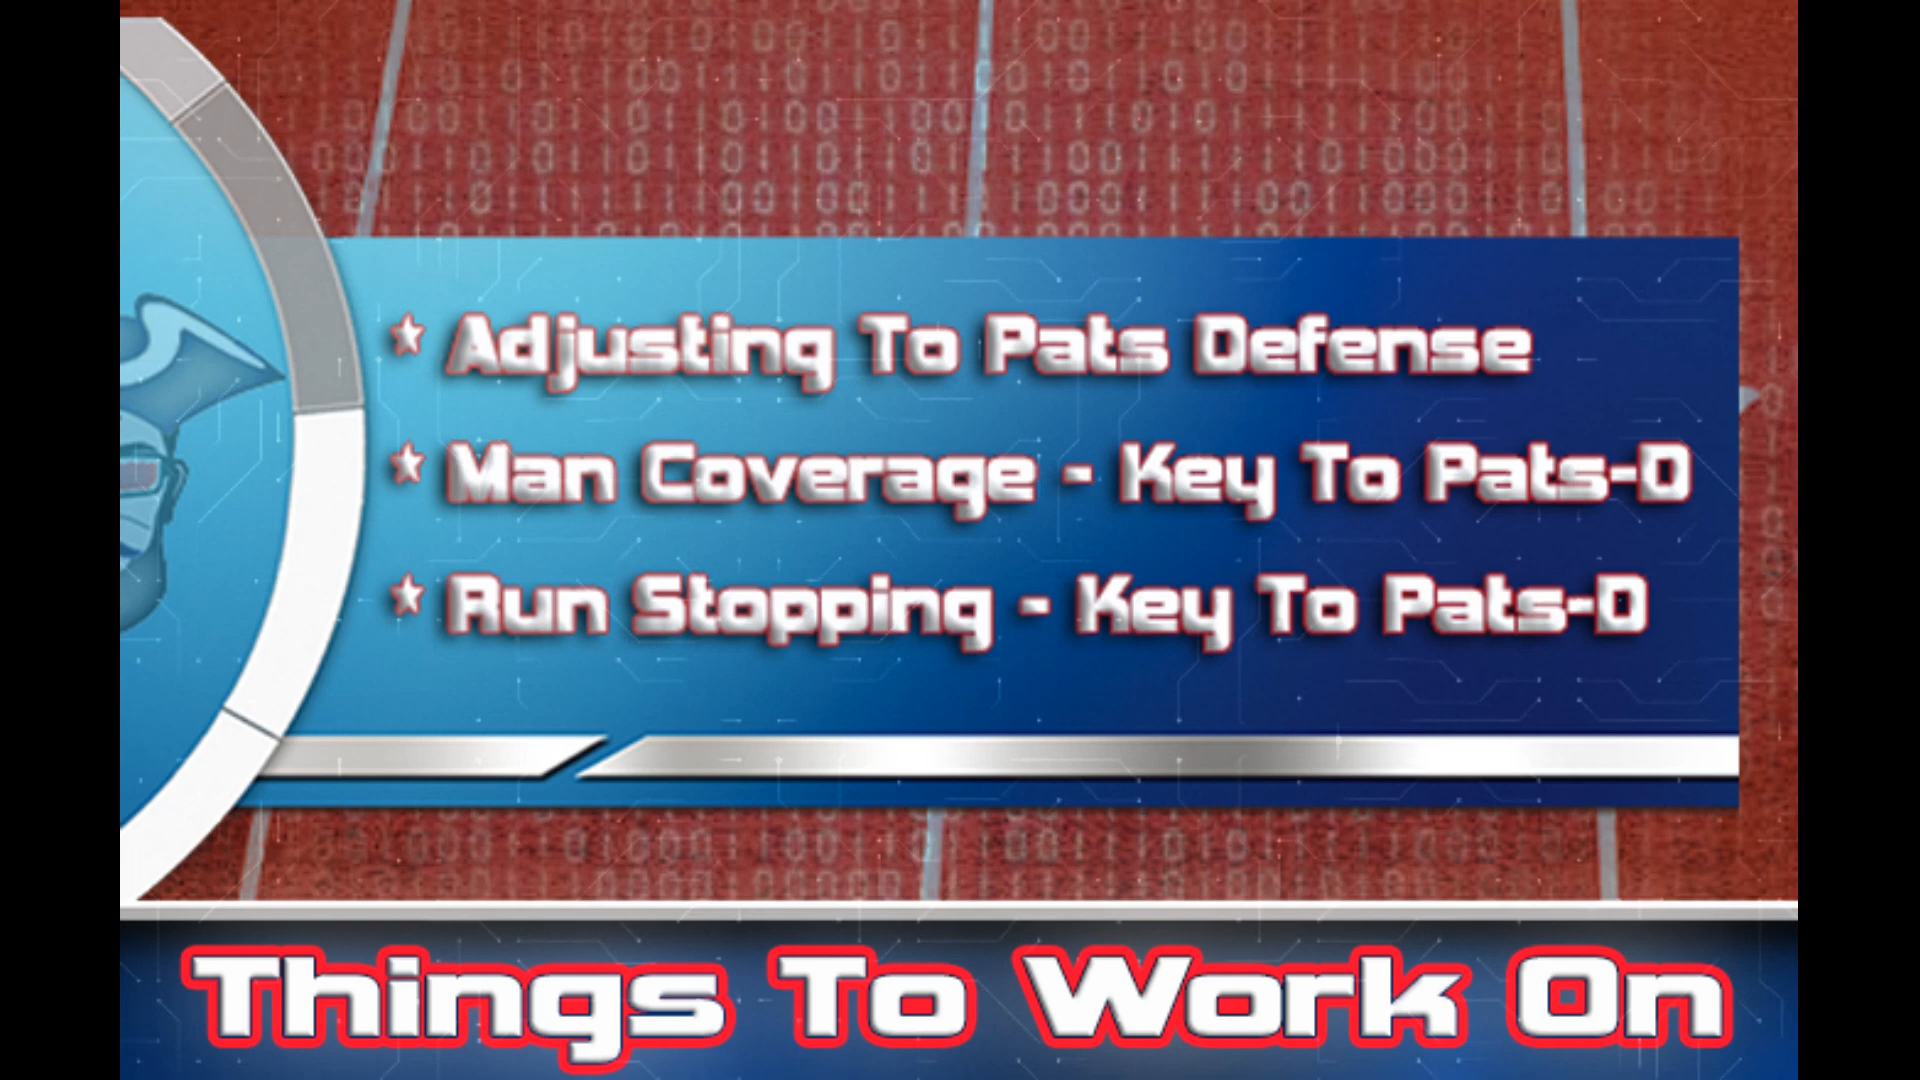 * Adjusting To Pats Defense
* Man Coverage - Key To Pats-D
* Run Stopping - Key To Pats-D
Things To Work On